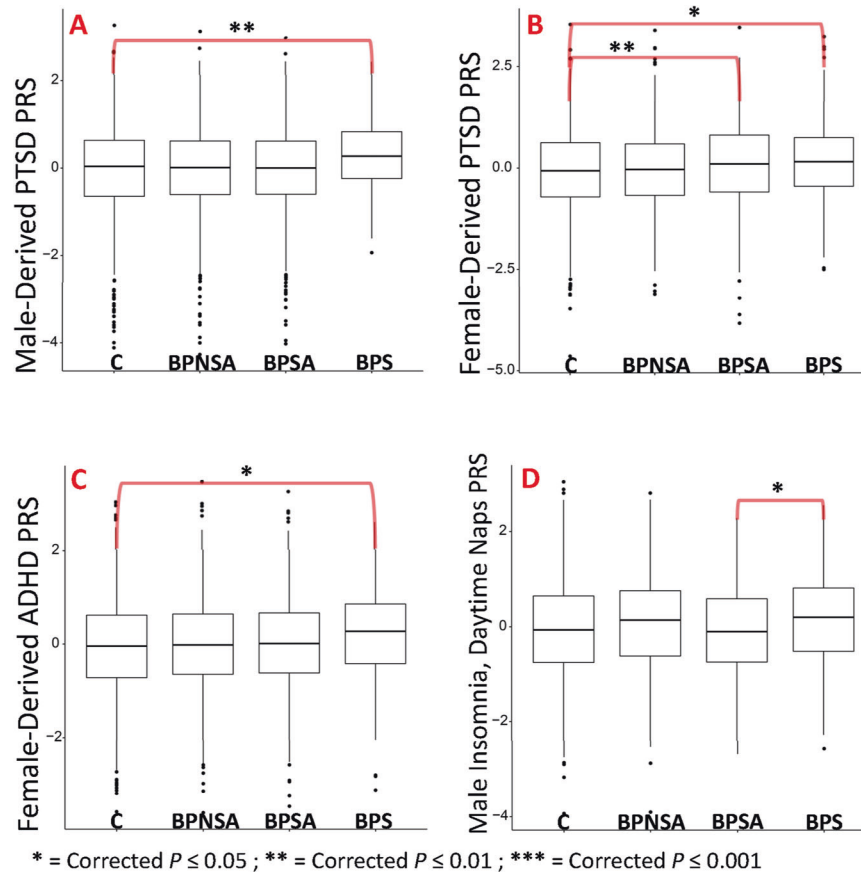 A
**
Male-Derived PTSD PRS
2
0
−2
−4
C BPNSA BPSA BPS
B
*
**
Female-Derived PTSD PRS
2.5
0.0
−2.5
−5.0
C BPNSA BPSA BPS
C
*
Female-Derived ADHD PRS
2
0
−2
C BPNSA BPSA BPS
D
*
Male Insomnia, Daytime Naps PRS
2
0
−2
−4
C BPNSA BPSA BPS
* = Corrected P ≤ 0.05 ; ** = Corrected P ≤ 0.01 ; *** = Corrected P ≤ 0.001